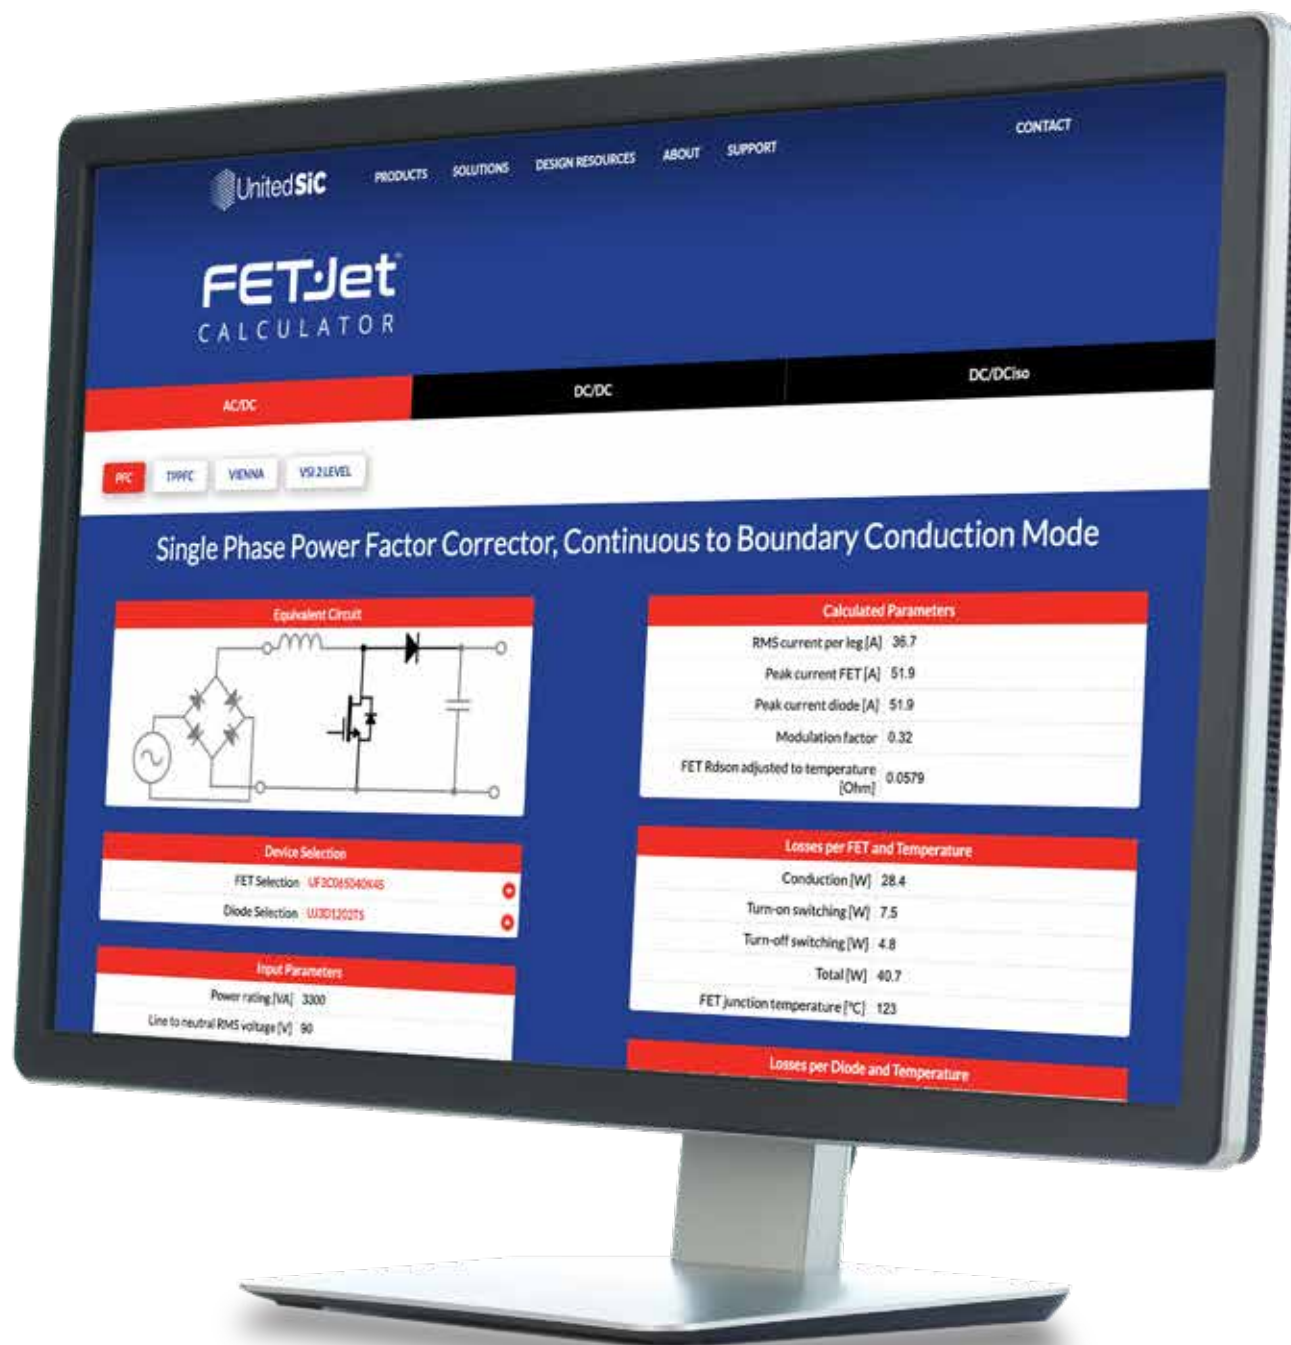 UnitedSiC
PRODUCTS
SOLUTIONS
DESIGN RESOURCES
ABOUT
SUPPORT
CONTACT
FET-Jet
CALCULATOR
AC/DC
DC/DC
DC/DCiso
PFC
TPPFC
VIENNA
VSI 2 LEVEL
Single Phase Power Factor Corrector, Continuous to Boundary Conduction Mode
Equivalent Circuit
Device Selection
FET Selection UF3C065040K4S
Diode Selection UJ3D1202TS
Input Parameters
Power rating [VA] 3300
Line to neutral RMS voltage [V] 90
Calculated Parameters
RMS current per leg [A] 36.7
Peak current FET [A] 51.9
Peak current diode [A] 51.9
Modulation factor 0.32
FET Rdson adjusted to temperature
[Ohm] 0.0579
Losses per FET and Temperature
Conduction [W] 28.4
Turn-on switching [W] 7.5
Turn-off switching [W] 4.8
Total [W] 40.7
FET junction temperature [°C] 123
Losses per Diode and Temperature